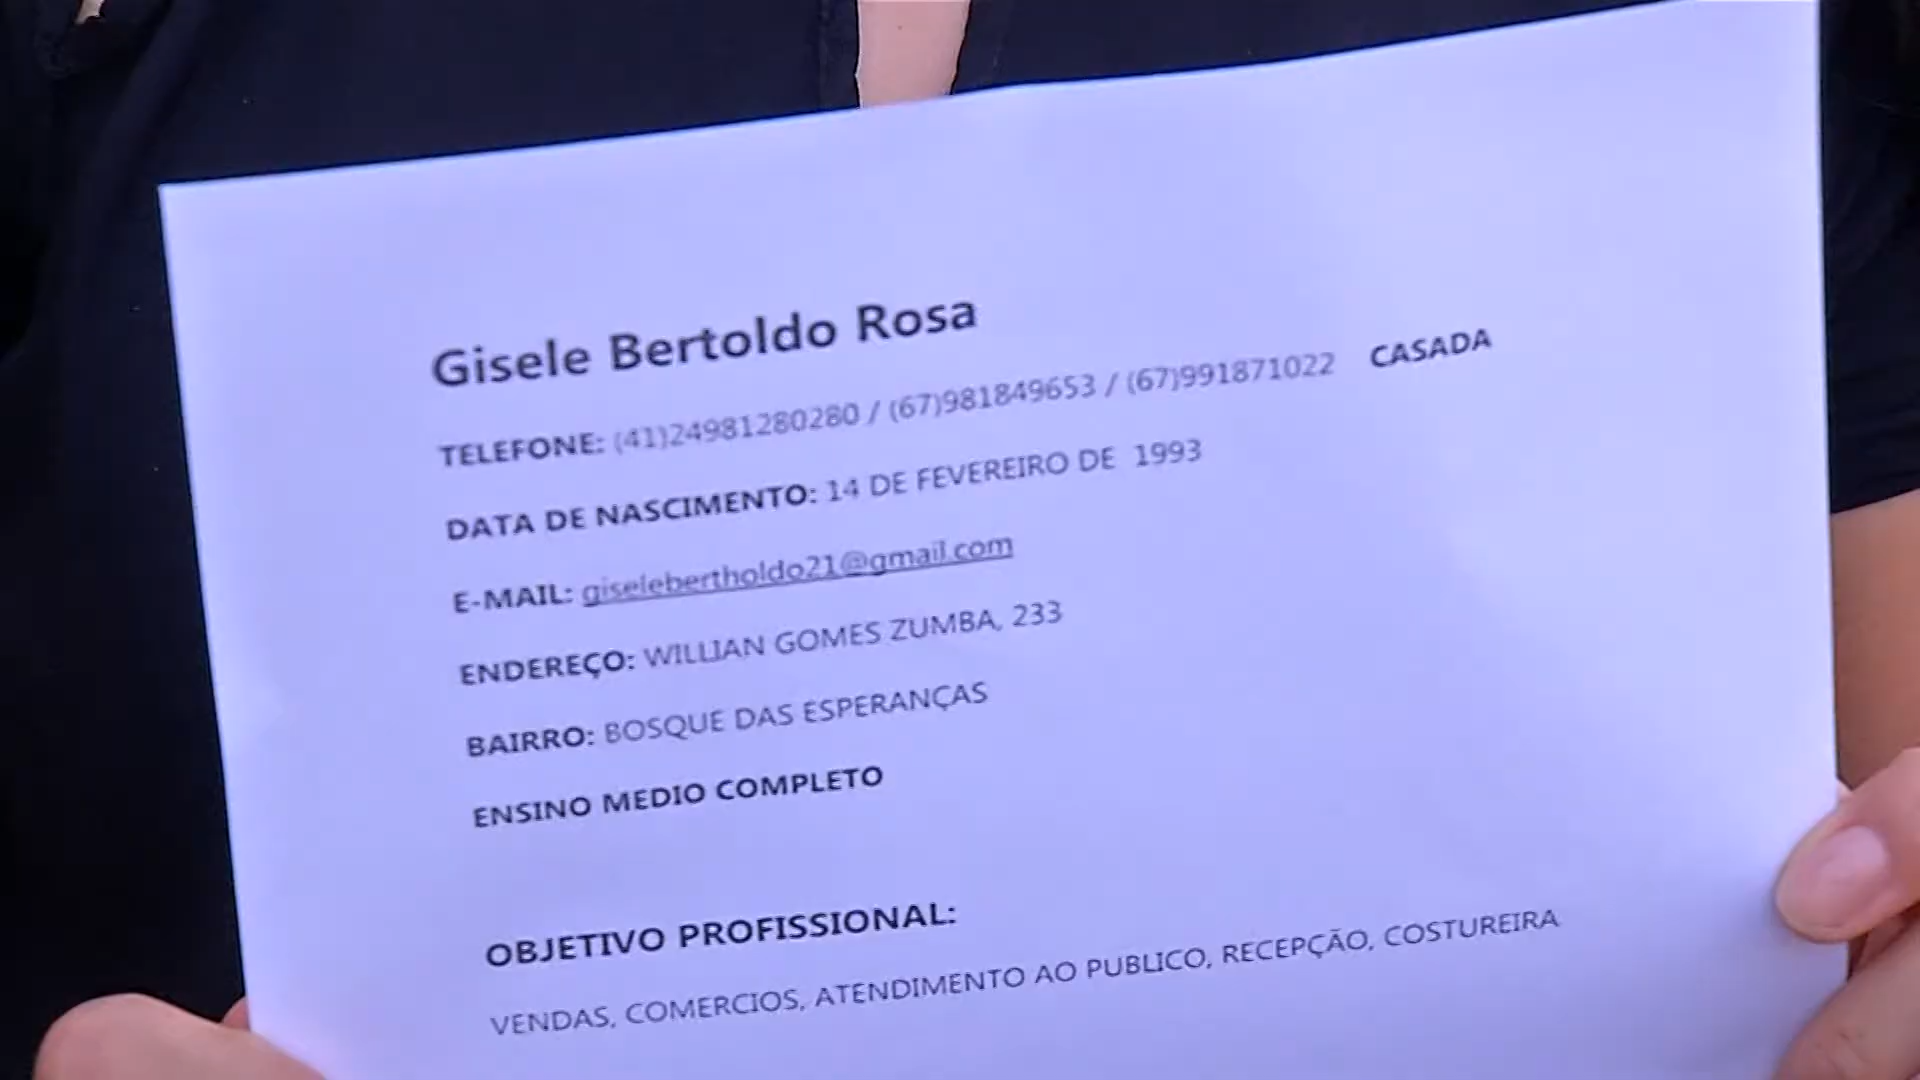 Gisele Bertoldo Rosa
TELEFONE: (41)24981280280 / (67)981849653 / (67)991871022 CASADA
DATA DE NASCIMENTO: 14 DE FEVEREIRO DE 1993
E-MAIL: giselebertholdo21@gmail.com
ENDEREÇO: WILLIAN GOMES ZUMBA, 233
BAIRRO: BOSQUE DAS ESPERANÇAS
ENSINO MEDIO COMPLETO
OBJETIVO PROFISSIONAL:
VENDAS, COMERCIOS, ATENDIMENTO AO PUBLICO, RECEPÇÃO, COSTUREIRA